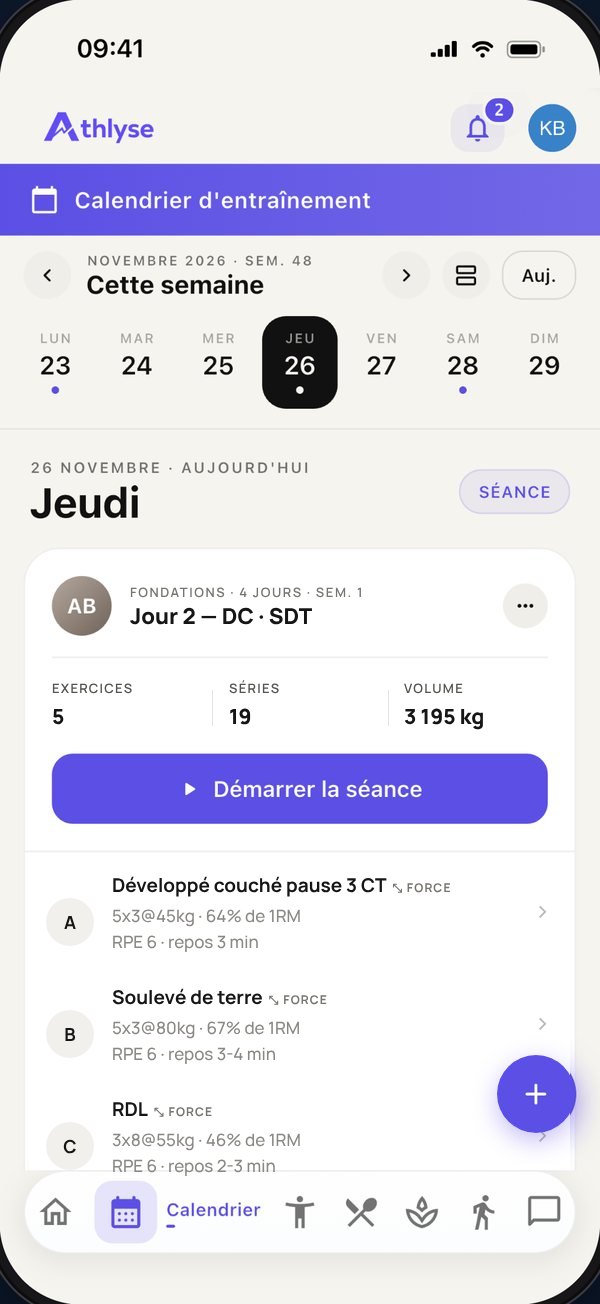 09:41
Athlyse
2
KB
Calendrier d'entraînement
NOVEMBRE 2026 · SEM. 48
Cette semaine
Auj.
LUN MAR MER JEU VEN SAM DIM
23 24 25 26 27 28 29
26 NOVEMBRE · AUJOURD'HUI
Jeudi
SÉANCE
AB
FONDATIONS · 4 JOURS · SEM. 1
Jour 2 — DC · SDT
EXERCICES SÉRIES VOLUME
5 19 3 195 kg
Démarrer la séance
A
Développé couché pause 3 CT FORCE
5x3@45kg · 64% de 1RM
RPE 6 · repos 3 min
B
Soulevé de terre FORCE
5x3@80kg · 67% de 1RM
RPE 6 · repos 3-4 min
C
RDL FORCE
3x8@55kg · 46% de 1RM
RPE 6 · repos 2-3 min
Calendrier